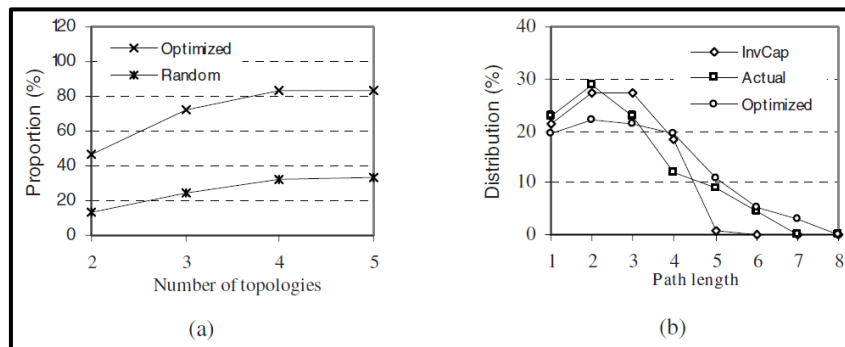 120
100
80
60
40
20
0
Proportion (%)
Optimized
Random
2 3 4 5
Number of topologies
(a)
40
30
20
10
0
Distribution (%)
InvCap
Actual
Optimized
1 2 3 4 5 6 7 8
Path length
(b)